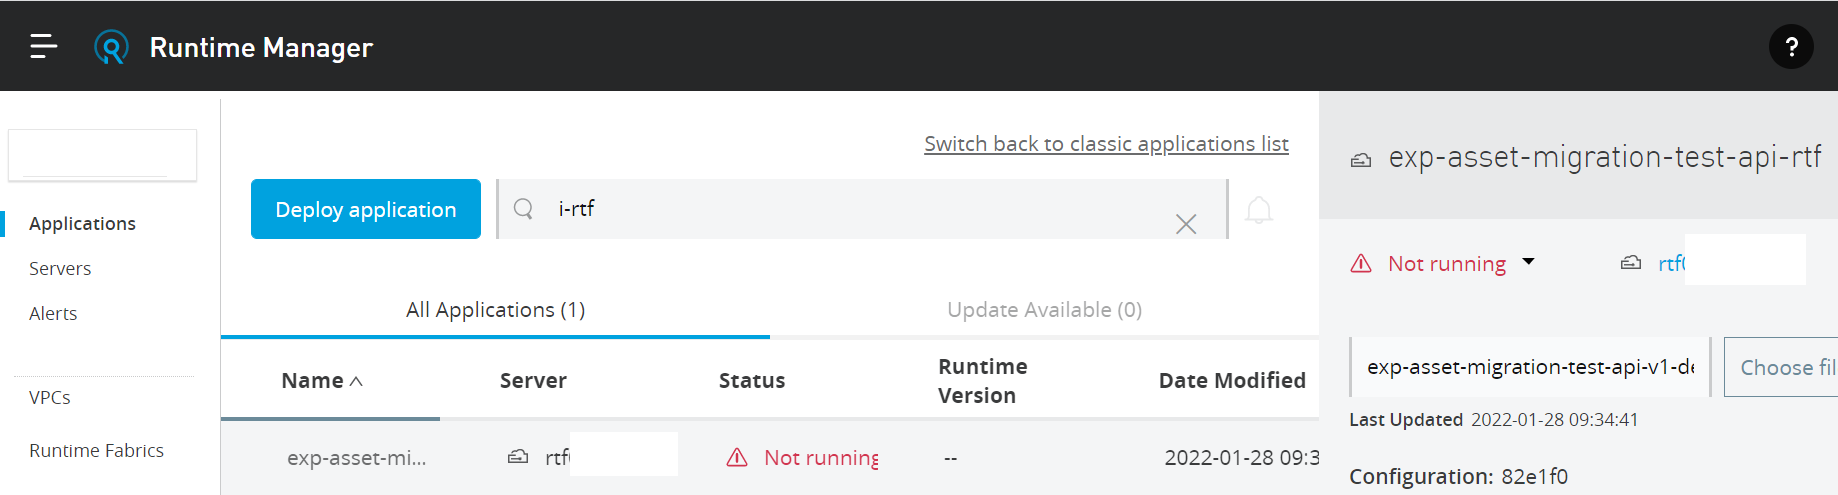 Runtime Manager
?
Applications
Servers
Alerts
VPCs
Runtime Fabrics
Switch back to classic applications list
Deploy application
i-rtf
All Applications (1)
Update Available (0)
Name
Server
Status
Runtime
Version
Date Modified
exp-asset-mi...
rtf
Not running
--
2022-01-28 09:3
exp-asset-migration-test-api-rtf
Not running
rtf
exp-asset-migration-test-api-v1-de
Choose fil
Last Updated 2022-01-28 09:34:41
Configuration: 82e1f0